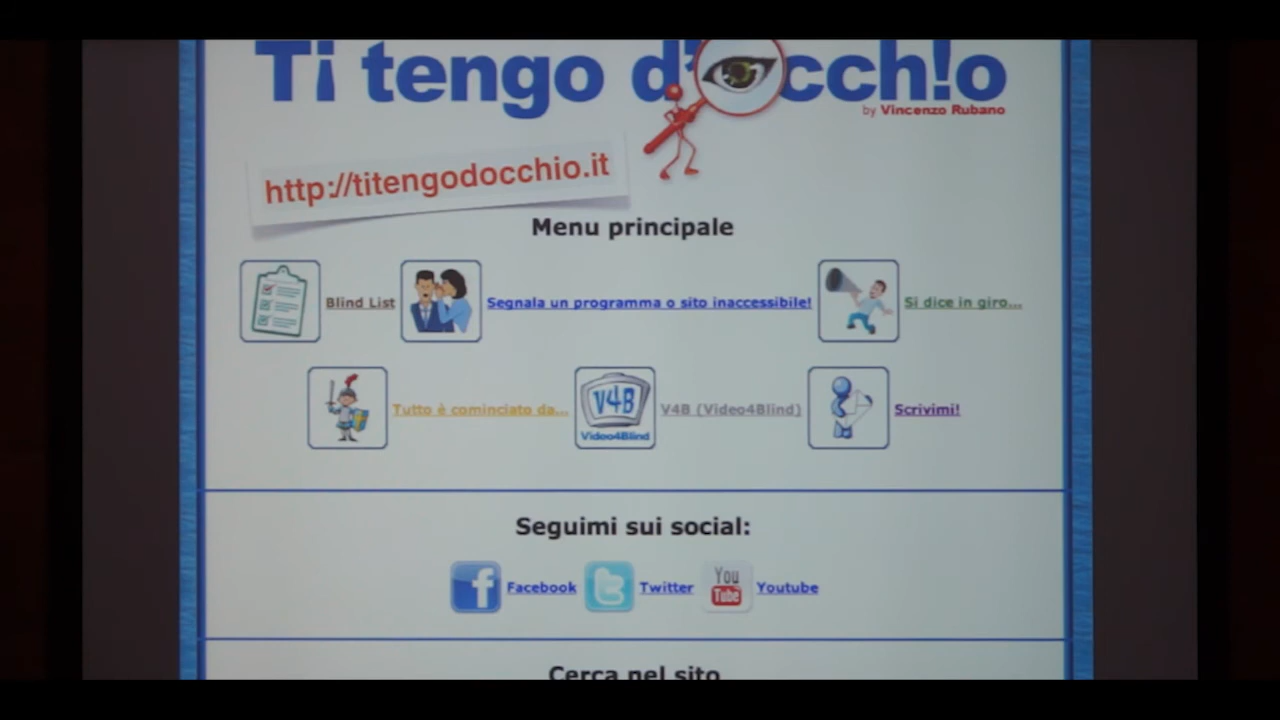 Ti tengo d'occh!o
by Vincenzo Rubano
http://titengodocchio.it
Menu principale
Blind List
Segnala un programma o sito inaccessibile!
Si dice in giro...
Tutto è cominciato da...
V4B
Video4Blind
V4B (Video4Blind)
Scrivimi!
Seguimi sui social:
f Facebook
t Twitter
You Tube Youtube
Cerca nel sito